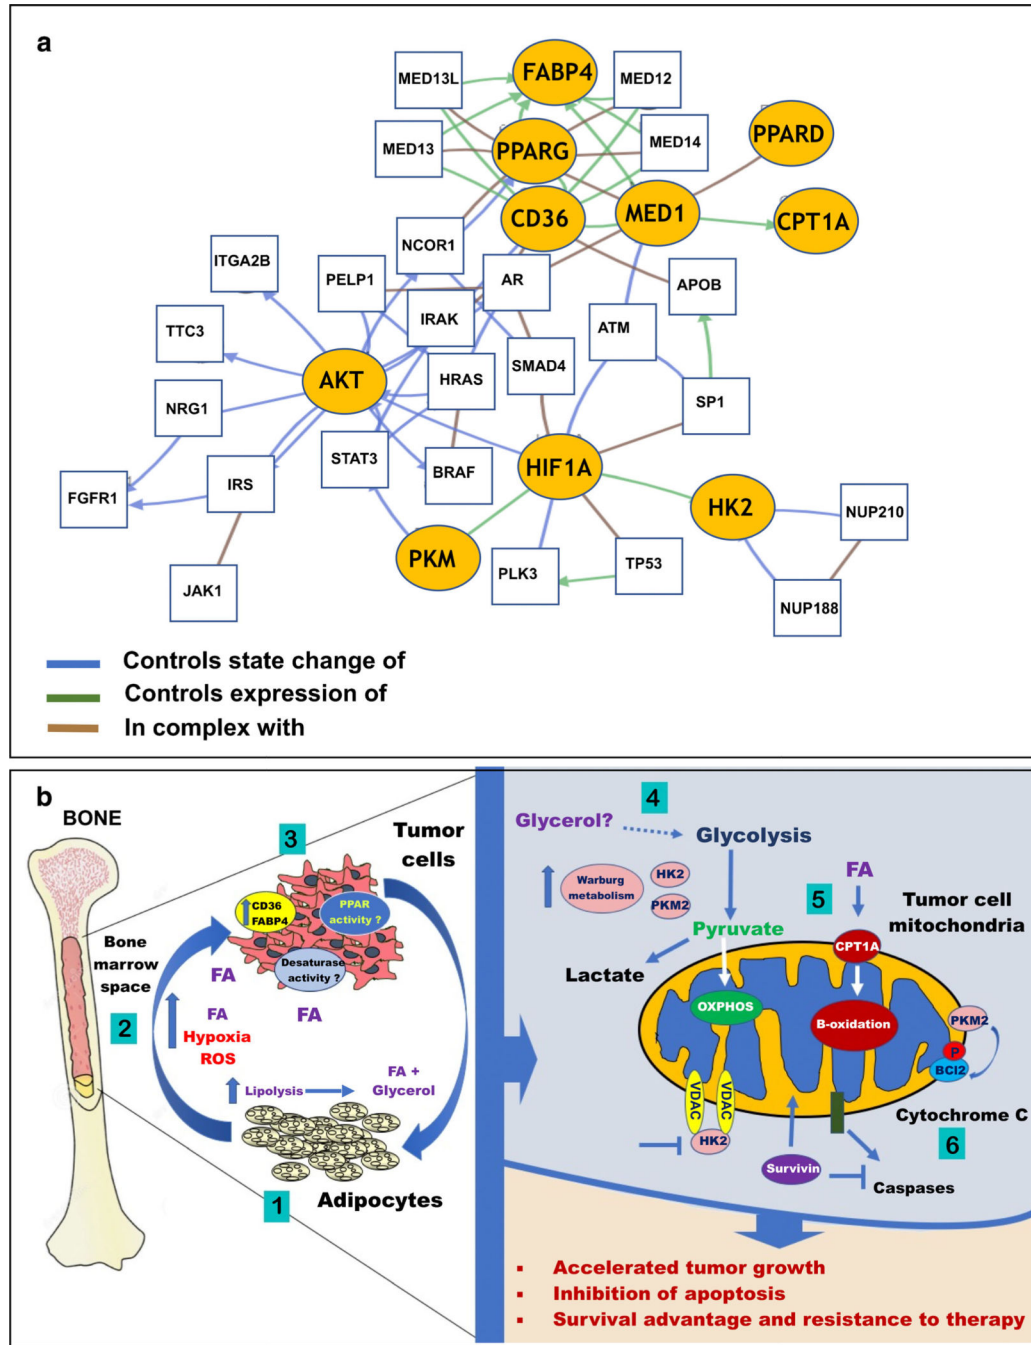 a
FABP4
MED13L
MED12
PPARD
MED13
PPARG
MED14
CD36
MED1
CPT1A
NCOR1
ITGA2B
PELP1
AR
APOB
TTC3
IRAK
ATM
AKT
HRAS
SMAD4
NRG1
SP1
STAT3
BRAF
HIF1A
FGFR1
IRS
HK2
NUP210
PKM
PLK3
TP53
JAK1
NUP188
Controls state change of
Controls expression of
In complex with
b
BONE
3
Tumor
cells
CD36
FABP4
PPAR
activity ?
Bone
marrow
space
Desaturase
activity ?
FA
FA
2
FA
Hypoxia
ROS
Lipolysis
FA +
Glycerol
1
Adipocytes
4
Glycerol?
Glycolysis
Warburg
metabolism
HK2
PKM2
FA
5
Tumor cell
mitochondria
Pyruvate
CPT1A
Lactate
OXPHOS
B-oxidation
PKM2
P
BCl2
VDAC
VDAC
HK2
Cytochrome C
6
Survivin
Caspases
▪ Accelerated tumor growth
▪ Inhibition of apoptosis
▪ Survival advantage and resistance to therapy